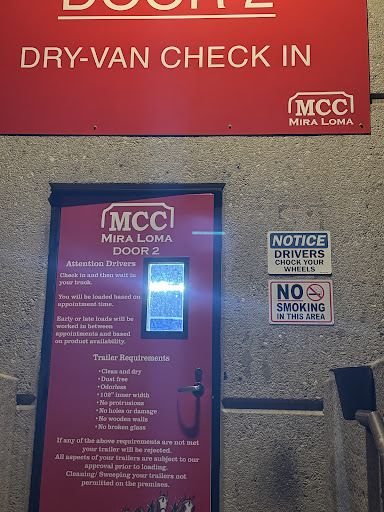 DOOR 2
DRY-VAN CHECK IN
MCC
MIRA LOMA
MCC
MIRA LOMA
DOOR 2
Attention Drivers
Check in and then wait in
your truck.
You will be loaded based on
appointment time.
Early or late loads will be
worked in between
appointments and based
on product availability.
Trailer Requirements
• Clean and dry
• Dust free
• Odorless
• 102" inner width
• No protrusions
• No holes or damage
• No wooden walls
• No broken glass
If any of the above requirements are not met
your trailer will be rejected.
All aspects of your trailers are subject to our
approval prior to loading.
Cleaning/ Sweeping your trailers not
permitted on the premises.
NOTICE
DRIVERS
CHOCK YOUR
WHEELS
NO
SMOKING
IN THIS AREA